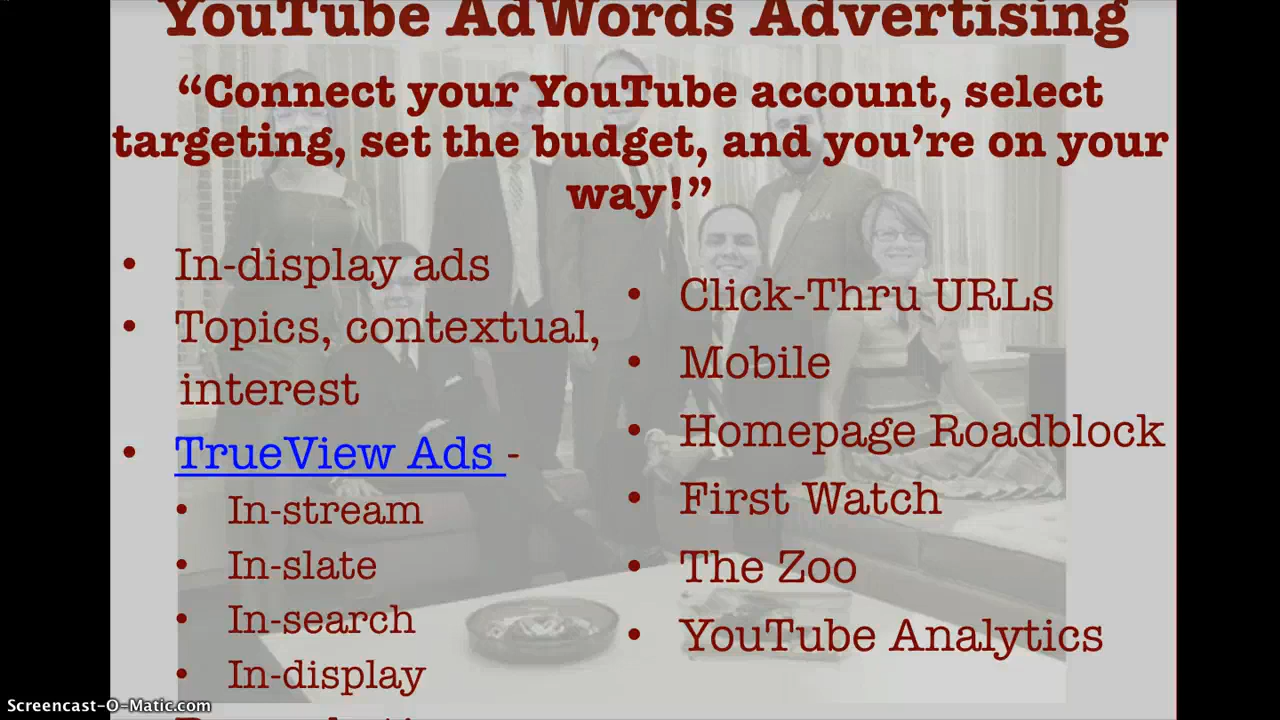 YouTube AdWords Advertising
“Connect your YouTube account, select
targeting, set the budget, and you’re on your
way!”
• In-display ads
• Topics, contextual,
interest
• TrueView Ads -
• In-stream
• In-slate
• In-search
• In-display
• Click-Thru URLs
• Mobile
• Homepage Roadblock
• First Watch
• The Zoo
• YouTube Analytics
Screencast-O-Matic.com